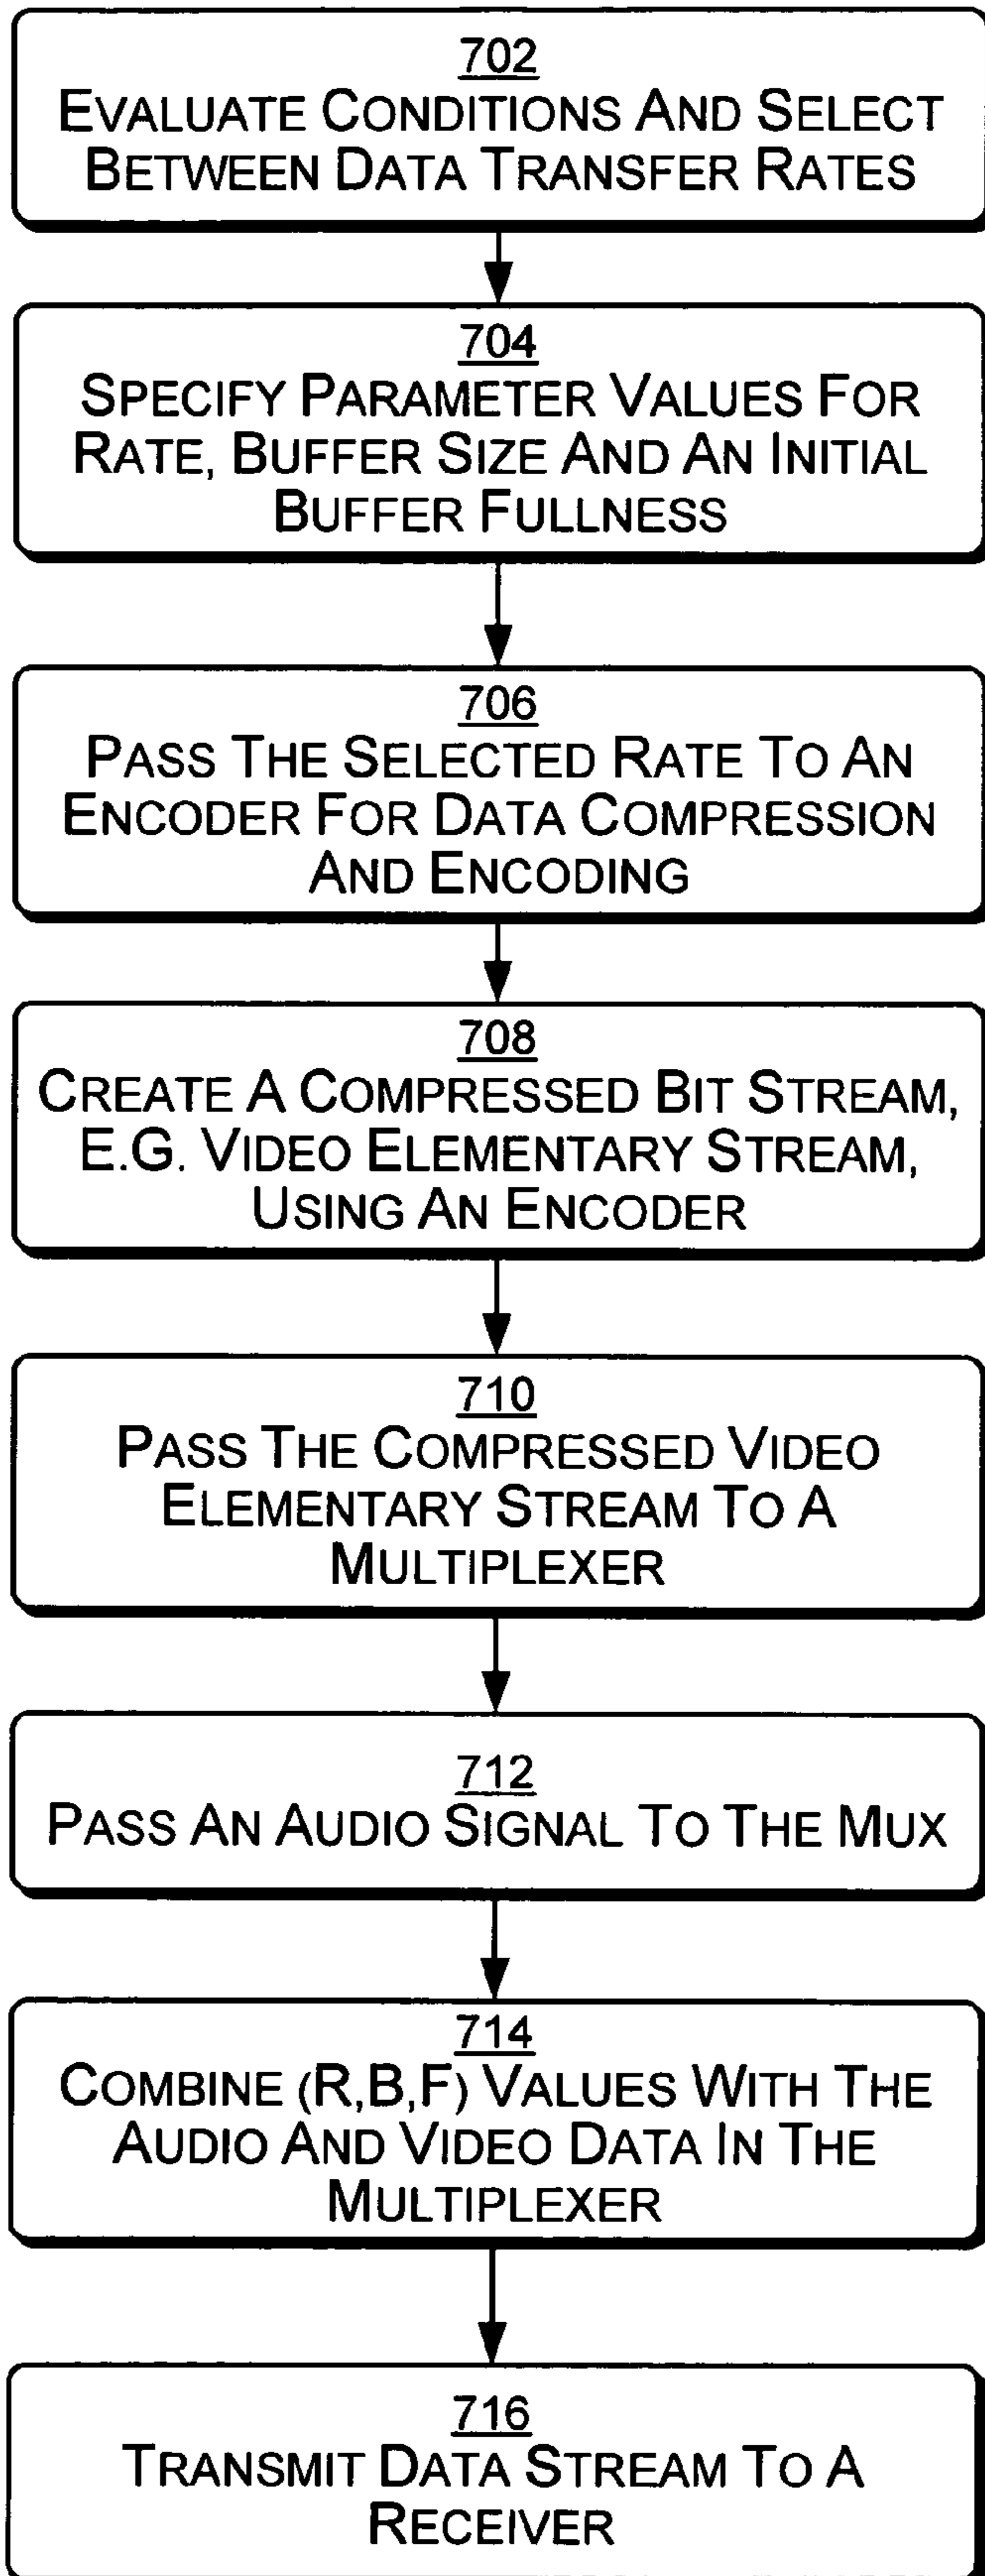 702
EVALUATE CONDITIONS AND SELECT
BETWEEN DATA TRANSFER RATES
704
SPECIFY PARAMETER VALUES FOR
RATE, BUFFER SIZE AND AN INITIAL
BUFFER FULLNESS
706
PASS THE SELECTED RATE TO AN
ENCODER FOR DATA COMPRESSION
AND ENCODING
708
CREATE A COMPRESSED BIT STREAM,
E.G. VIDEO ELEMENTARY STREAM,
USING AN ENCODER
710
PASS THE COMPRESSED VIDEO
ELEMENTARY STREAM TO A
MULTIPLEXER
712
PASS AN AUDIO SIGNAL TO THE MUX
714
COMBINE (R,B,F) VALUES WITH THE
AUDIO AND VIDEO DATA IN THE
MULTIPLEXER
716
TRANSMIT DATA STREAM TO A
RECEIVER